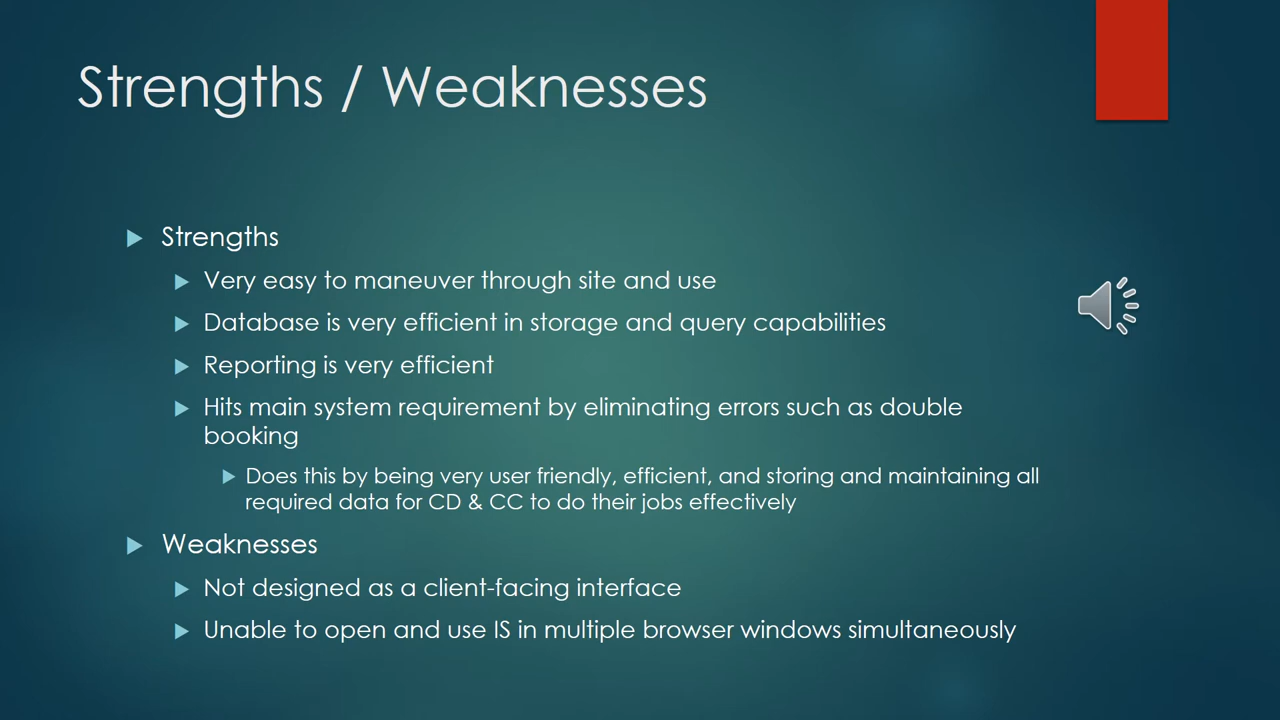 Strengths / Weaknesses
Strengths
Very easy to maneuver through site and use
Database is very efficient in storage and query capabilities
Reporting is very efficient
Hits main system requirement by eliminating errors such as double
booking
Does this by being very user friendly, efficient, and storing and maintaining all
required data for CD & CC to do their jobs effectively
Weaknesses
Not designed as a client-facing interface
Unable to open and use IS in multiple browser windows simultaneously